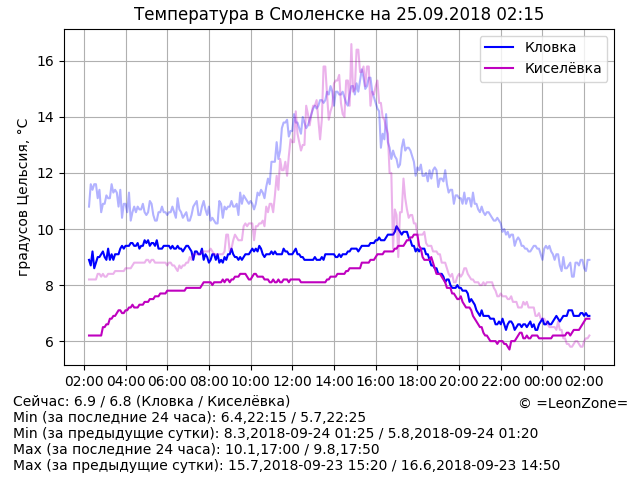 Температура в Смоленске на 25.09.2018 02:15
Кловка
Киселёвка
градусов Цельсия, °C
16
14
12
10
8
6
02:00 04:00 06:00 08:00 10:00 12:00 14:00 16:00 18:00 20:00 22:00 00:00 02:00
Сейчас: 6.9 / 6.8 (Кловка / Киселёвка)
© =LeonZone=
Min (за последние 24 часа): 6.4,22:15 / 5.7,22:25
Min (за предыдущие сутки): 8.3,2018-09-24 01:25 / 5.8,2018-09-24 01:20
Max (за последние 24 часа): 10.1,17:00 / 9.8,17:50
Max (за предыдущие сутки): 15.7,2018-09-23 15:20 / 16.6,2018-09-23 14:50